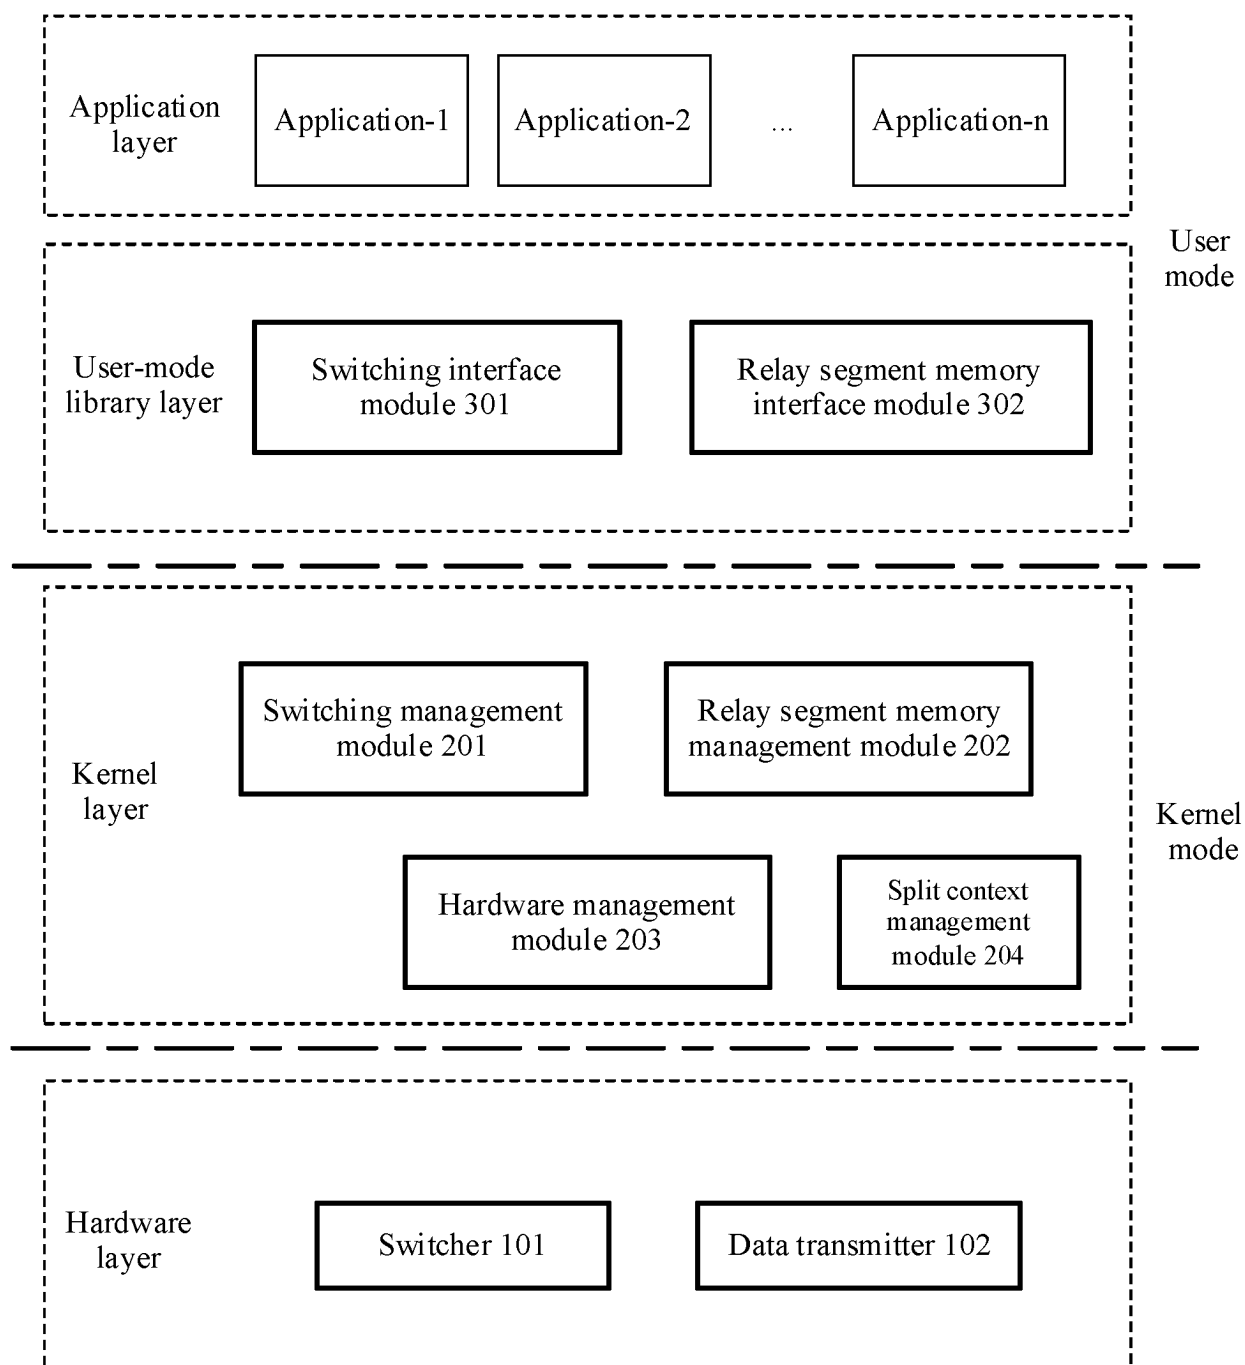 Application
layer
Application-1
Application-2
...
Application-n
User
mode
User-mode
library layer
Switching interface
module 301
Relay segment memory
interface module 302
Kernel
layer
Switching management
module 201
Relay segment memory
management module 202
Hardware management
module 203
Split context
management
module 204
Kernel
mode
Hardware
layer
Switcher 101
Data transmitter 102